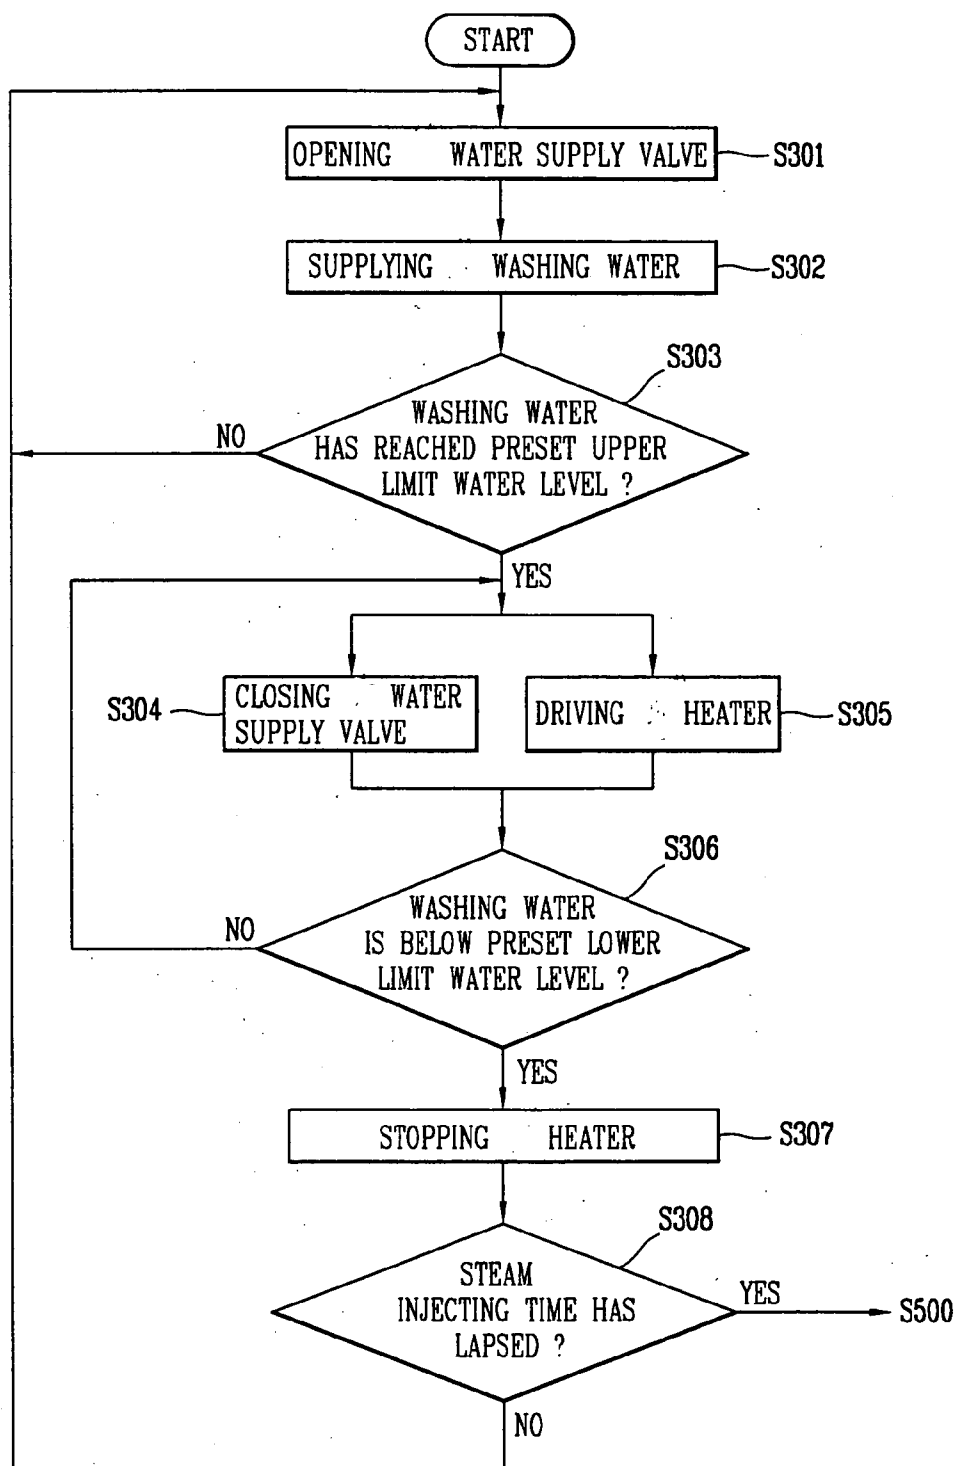 START
OPENING WATER SUPPLY VALVE
S301
SUPPLYING WASHING WATER
S302
S303
WASHING WATER
HAS REACHED PRESET UPPER
LIMIT WATER LEVEL ?
NO
YES
S304
CLOSING WATER
SUPPLY VALVE
DRIVING HEATER
S305
S306
WASHING WATER
IS BELOW PRESET LOWER
LIMIT WATER LEVEL ?
NO
YES
STOPPING HEATER
S307
S308
STEAM
INJECTING TIME HAS
LAPSED ?
YES
S500
NO